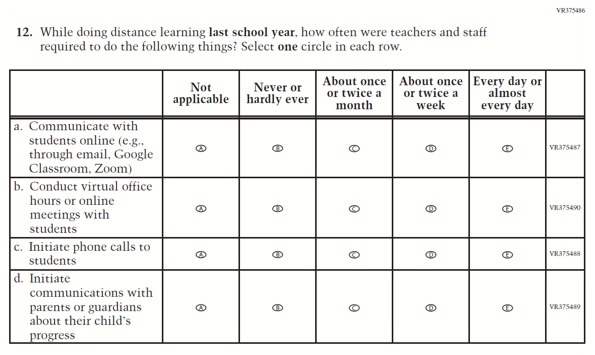 VR375486
12. While doing distance learning last school year, how often were teachers and staff
required to do the following things? Select one circle in each row.
Not
applicable
Never or
hardly ever
About once
or twice a
month
About once
or twice a
week
Every day or
almost
every day
a. Communicate with
students online (e.g.,
through email, Google
Classroom, Zoom)
A B C D E VR375487
b. Conduct virtual office
hours or online
meetings with
students
A B C D E VR375490
c. Initiate phone calls to
students
A B C D E VR375488
d. Initiate
communications with
parents or guardians
about their child's
progress
A B C D E VR375489